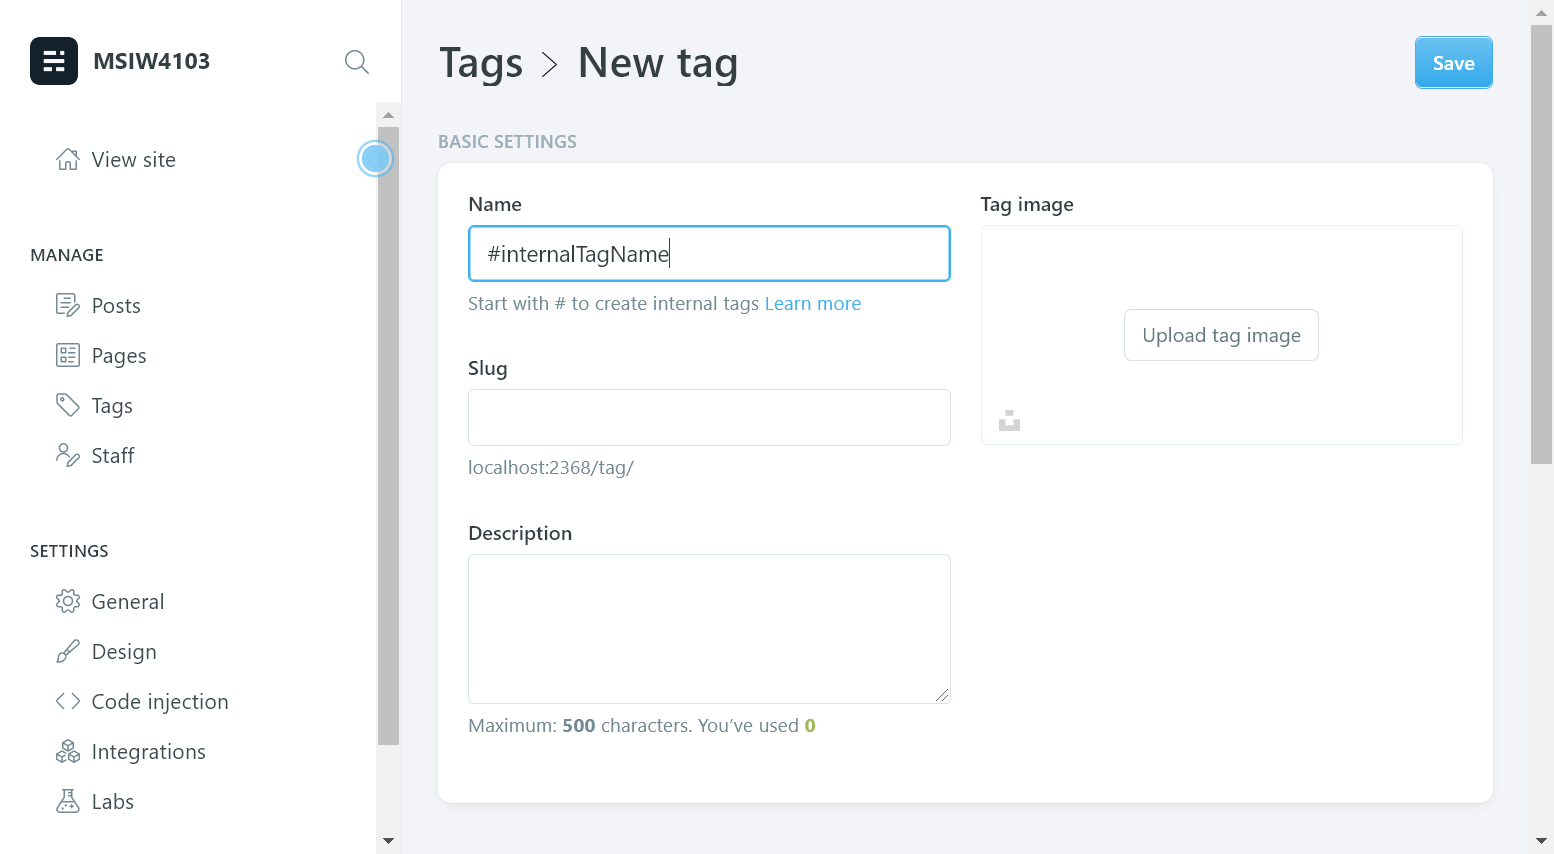 MSIW4103
View site
MANAGE
Posts
Pages
Tags
Staff
SETTINGS
General
Design
Code injection
Integrations
Labs
Tags > New tag
Save
BASIC SETTINGS
Name
#internalTagName
Start with # to create internal tags Learn more
Slug
localhost:2368/tag/
Description
Maximum: 500 characters. You’ve used 0
Tag image
Upload tag image